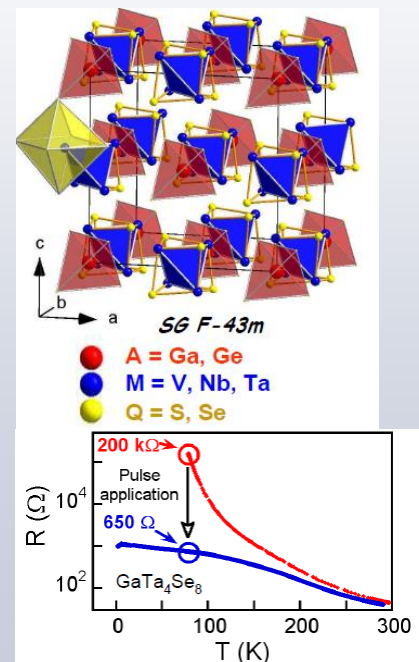 c
b
a
SG F-43m
A = Ga, Ge
M = V, Nb, Ta
Q = S, Se
200 kΩ
Pulse
application
650 Ω
GaTa₄Se₈
R (Ω)
10⁴
10²
0
100
200
300
T (K)